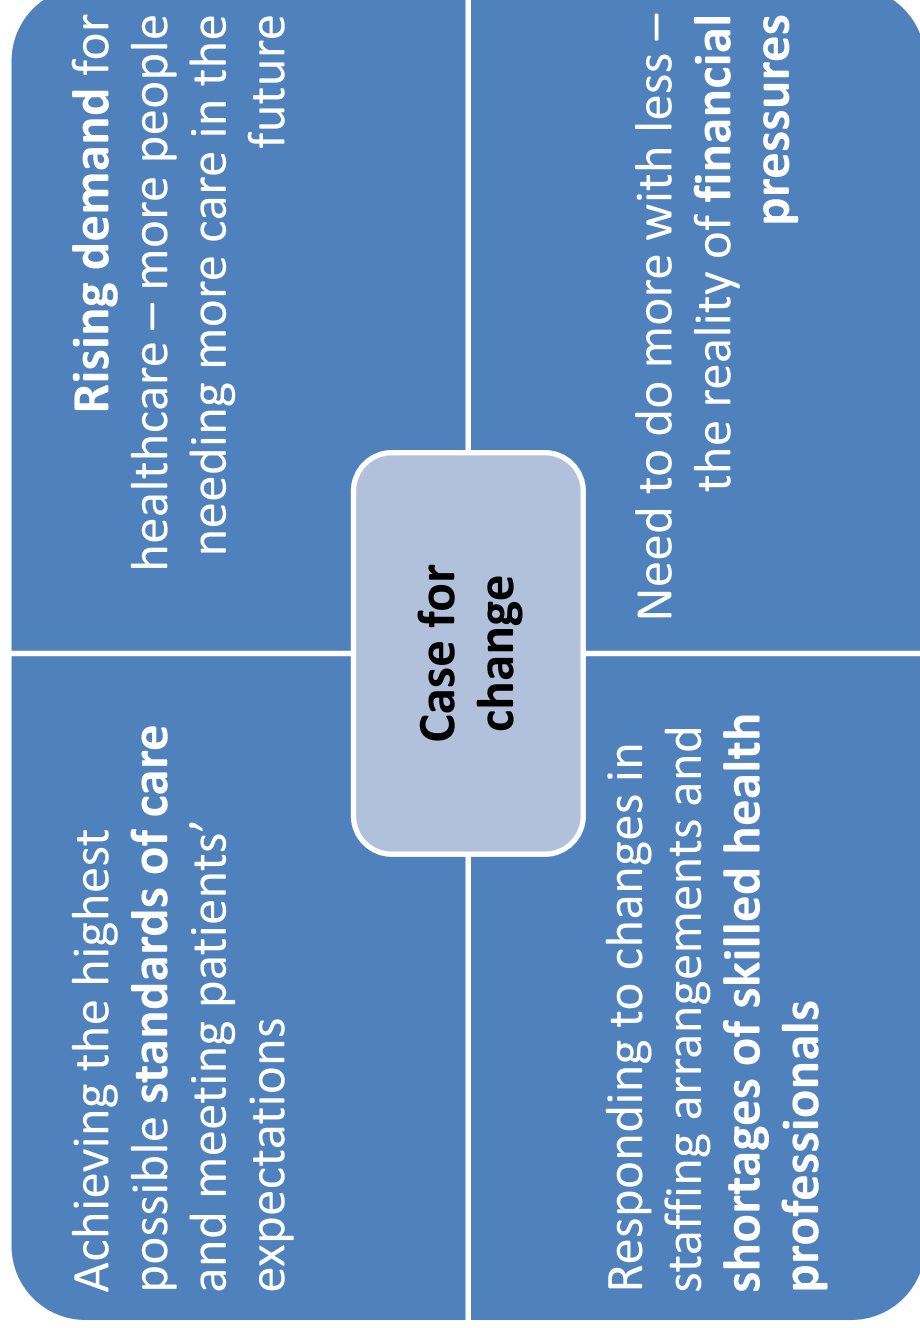 Achieving the highest
possible standards of care
and meeting patients’
expectations
Rising demand for
healthcare – more people
needing more care in the
future
Case for
change
Responding to changes in
staffing arrangements and
shortages of skilled health
professionals
Need to do more with less –
the reality of financial
pressures